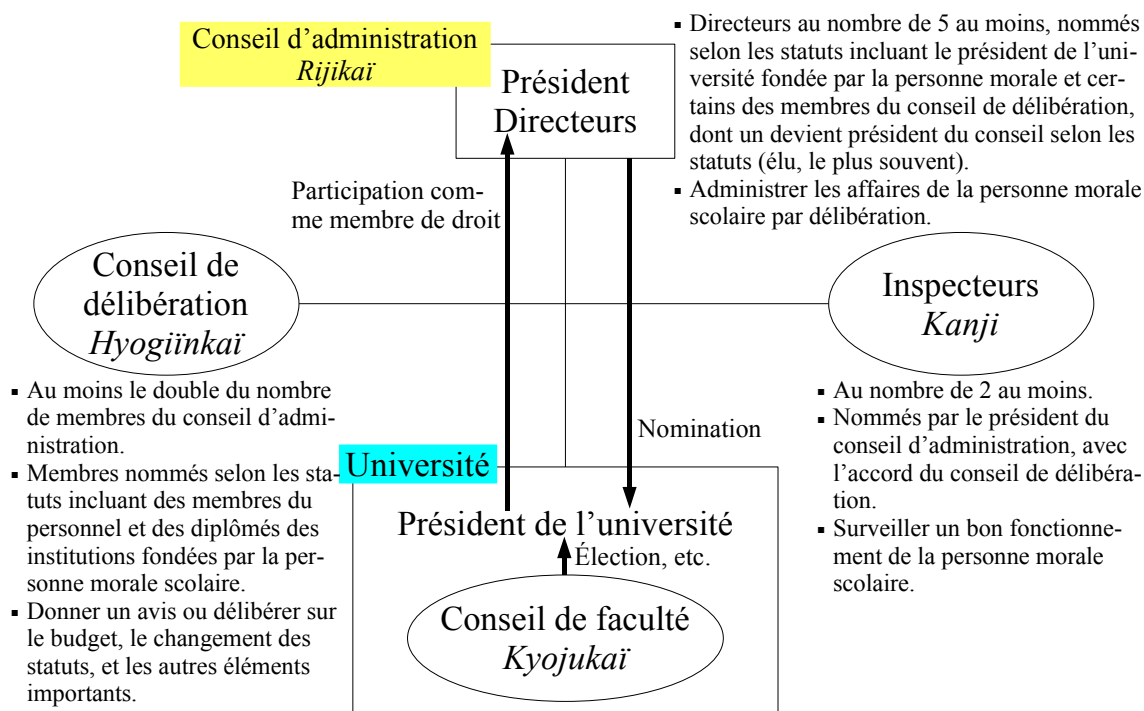 Conseil d’administration
Rijikaï
Président
Directeurs
▪ Directeurs au nombre de 5 au moins, nommés
selon les statuts incluant le président de l’uni-
versité fondée par la personne morale et cer-
tains des membres du conseil de délibération,
dont un devient président du conseil selon les
statuts (élu, le plus souvent).
▪ Administrer les affaires de la personne morale
scolaire par délibération.
Participation com-
me membre de droit
Conseil de
délibération
Hyogiïnkaï
Inspecteurs
Kanji
▪ Au moins le double du nombre
de membres du conseil d’admi-
nistration.
▪ Membres nommés selon les sta-
tuts incluant des membres du
personnel et des diplômés des
institutions fondées par la per-
sonne morale scolaire.
▪ Donner un avis ou délibérer sur
le budget, le changement des
statuts, et les autres éléments
importants.
Nomination
▪ Au nombre de 2 au moins.
▪ Nommés par le président du
conseil d’administration, avec
l’accord du conseil de délibéra-
tion.
▪ Surveiller un bon fonctionne-
ment de la personne morale
scolaire.
Université
Président de l’université
Élection, etc.
Conseil de faculté
Kyojukaï